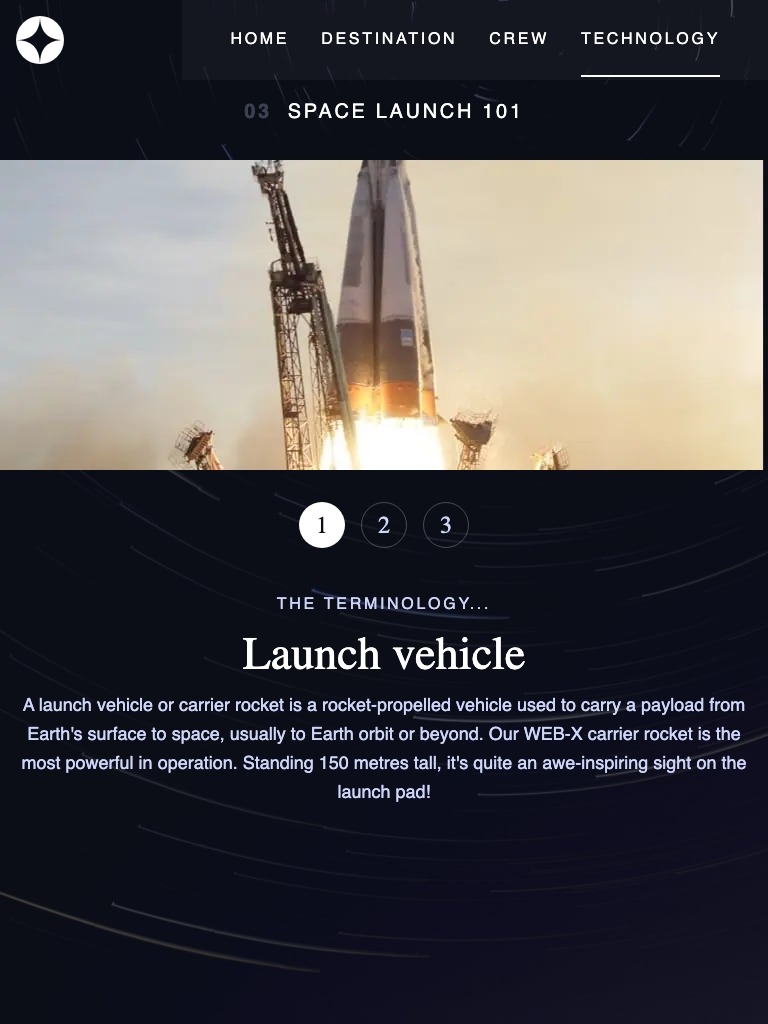 HOME DESTINATION CREW TECHNOLOGY
03 SPACE LAUNCH 101
1 2 3
THE TERMINOLOGY...
Launch vehicle
A launch vehicle or carrier rocket is a rocket-propelled vehicle used to carry a payload from
Earth's surface to space, usually to Earth orbit or beyond. Our WEB-X carrier rocket is the
most powerful in operation. Standing 150 metres tall, it's quite an awe-inspiring sight on the
launch pad!